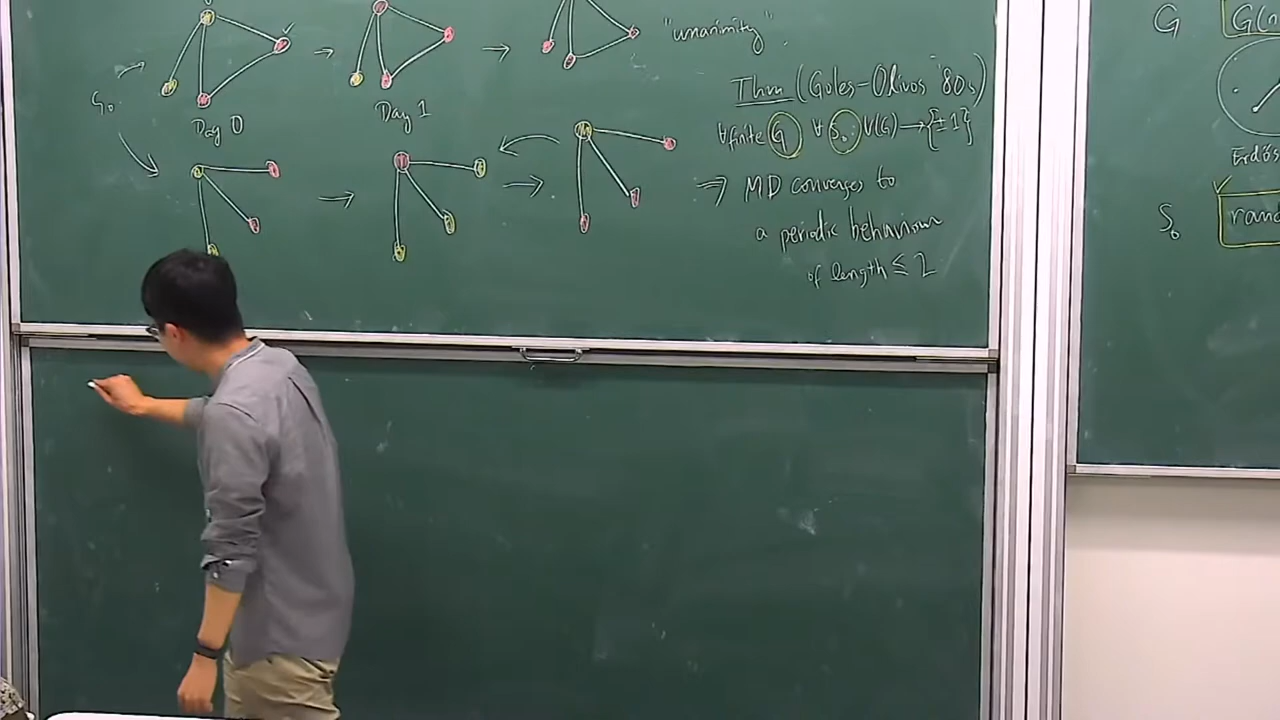 "unanimity"
S₀
Day 0
Day 1
Thm (Goles-Olivos '80s)
∀finite G ∀ S₀: V(G) → {±1}
⇒ MD converges to
a periodic behaviour
of length ≤ 2
G
G(n
Erdős
S₀
rand